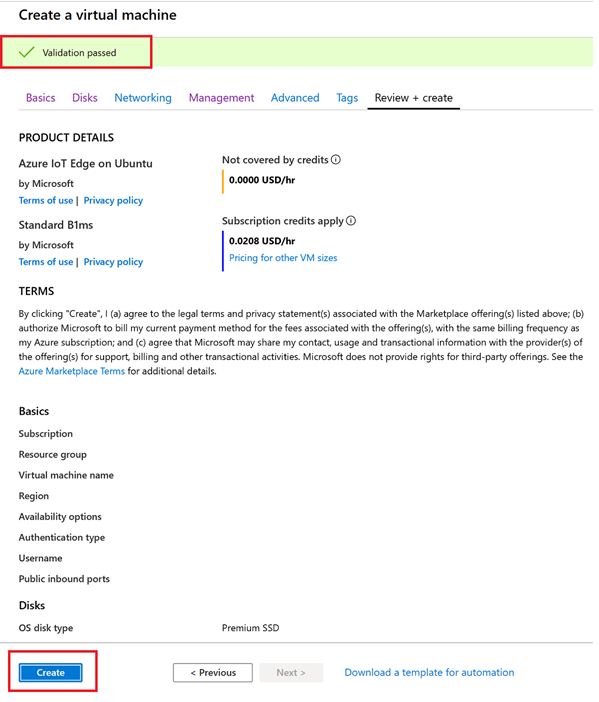 Create a virtual machine
Validation passed
Basics Disks Networking Management Advanced Tags Review + create
PRODUCT DETAILS
Azure IoT Edge on Ubuntu
by Microsoft
Terms of use | Privacy policy
Not covered by credits
0.0000 USD/hr
Standard B1ms
by Microsoft
Terms of use | Privacy policy
Subscription credits apply
0.0208 USD/hr
Pricing for other VM sizes
TERMS
By clicking "Create", I (a) agree to the legal terms and privacy statement(s) associated with the Marketplace offering(s) listed above; (b)
authorize Microsoft to bill my current payment method for the fees associated with the offering(s), with the same billing frequency as
my Azure subscription; and (c) agree that Microsoft may share my contact, usage and transactional information with the provider(s) of
the offering(s) for support, billing and other transactional activities. Microsoft does not provide rights for third-party offerings. See the
Azure Marketplace Terms for additional details.
Basics
Subscription
Resource group
Virtual machine name
Region
Availability options
Authentication type
Username
Public inbound ports
Disks
OS disk type Premium SSD
Create < Previous Next > Download a template for automation